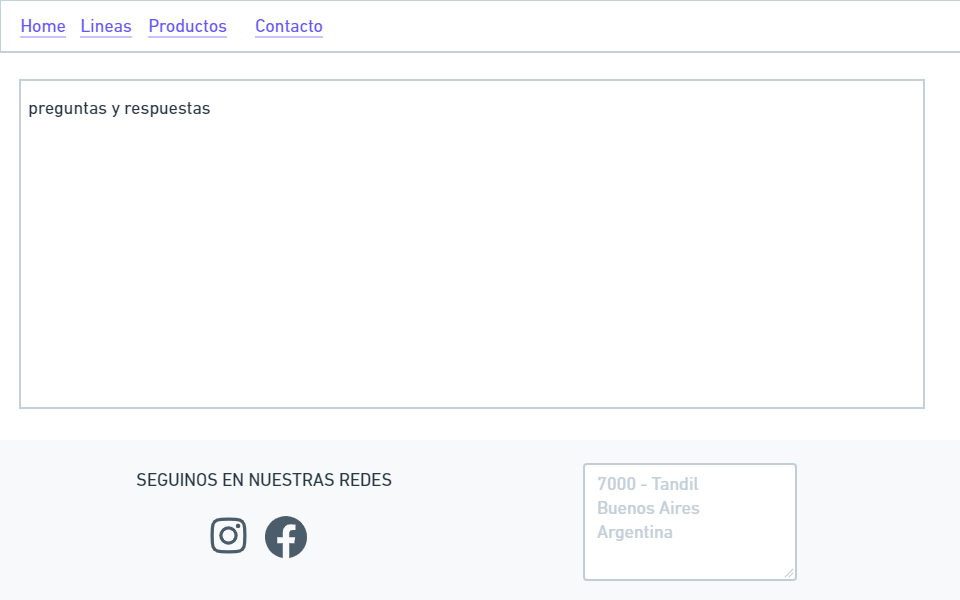 Home Lineas Productos Contacto
preguntas y respuestas
SEGUINOS EN NUESTRAS REDES
7000 - Tandil
Buenos Aires
Argentina